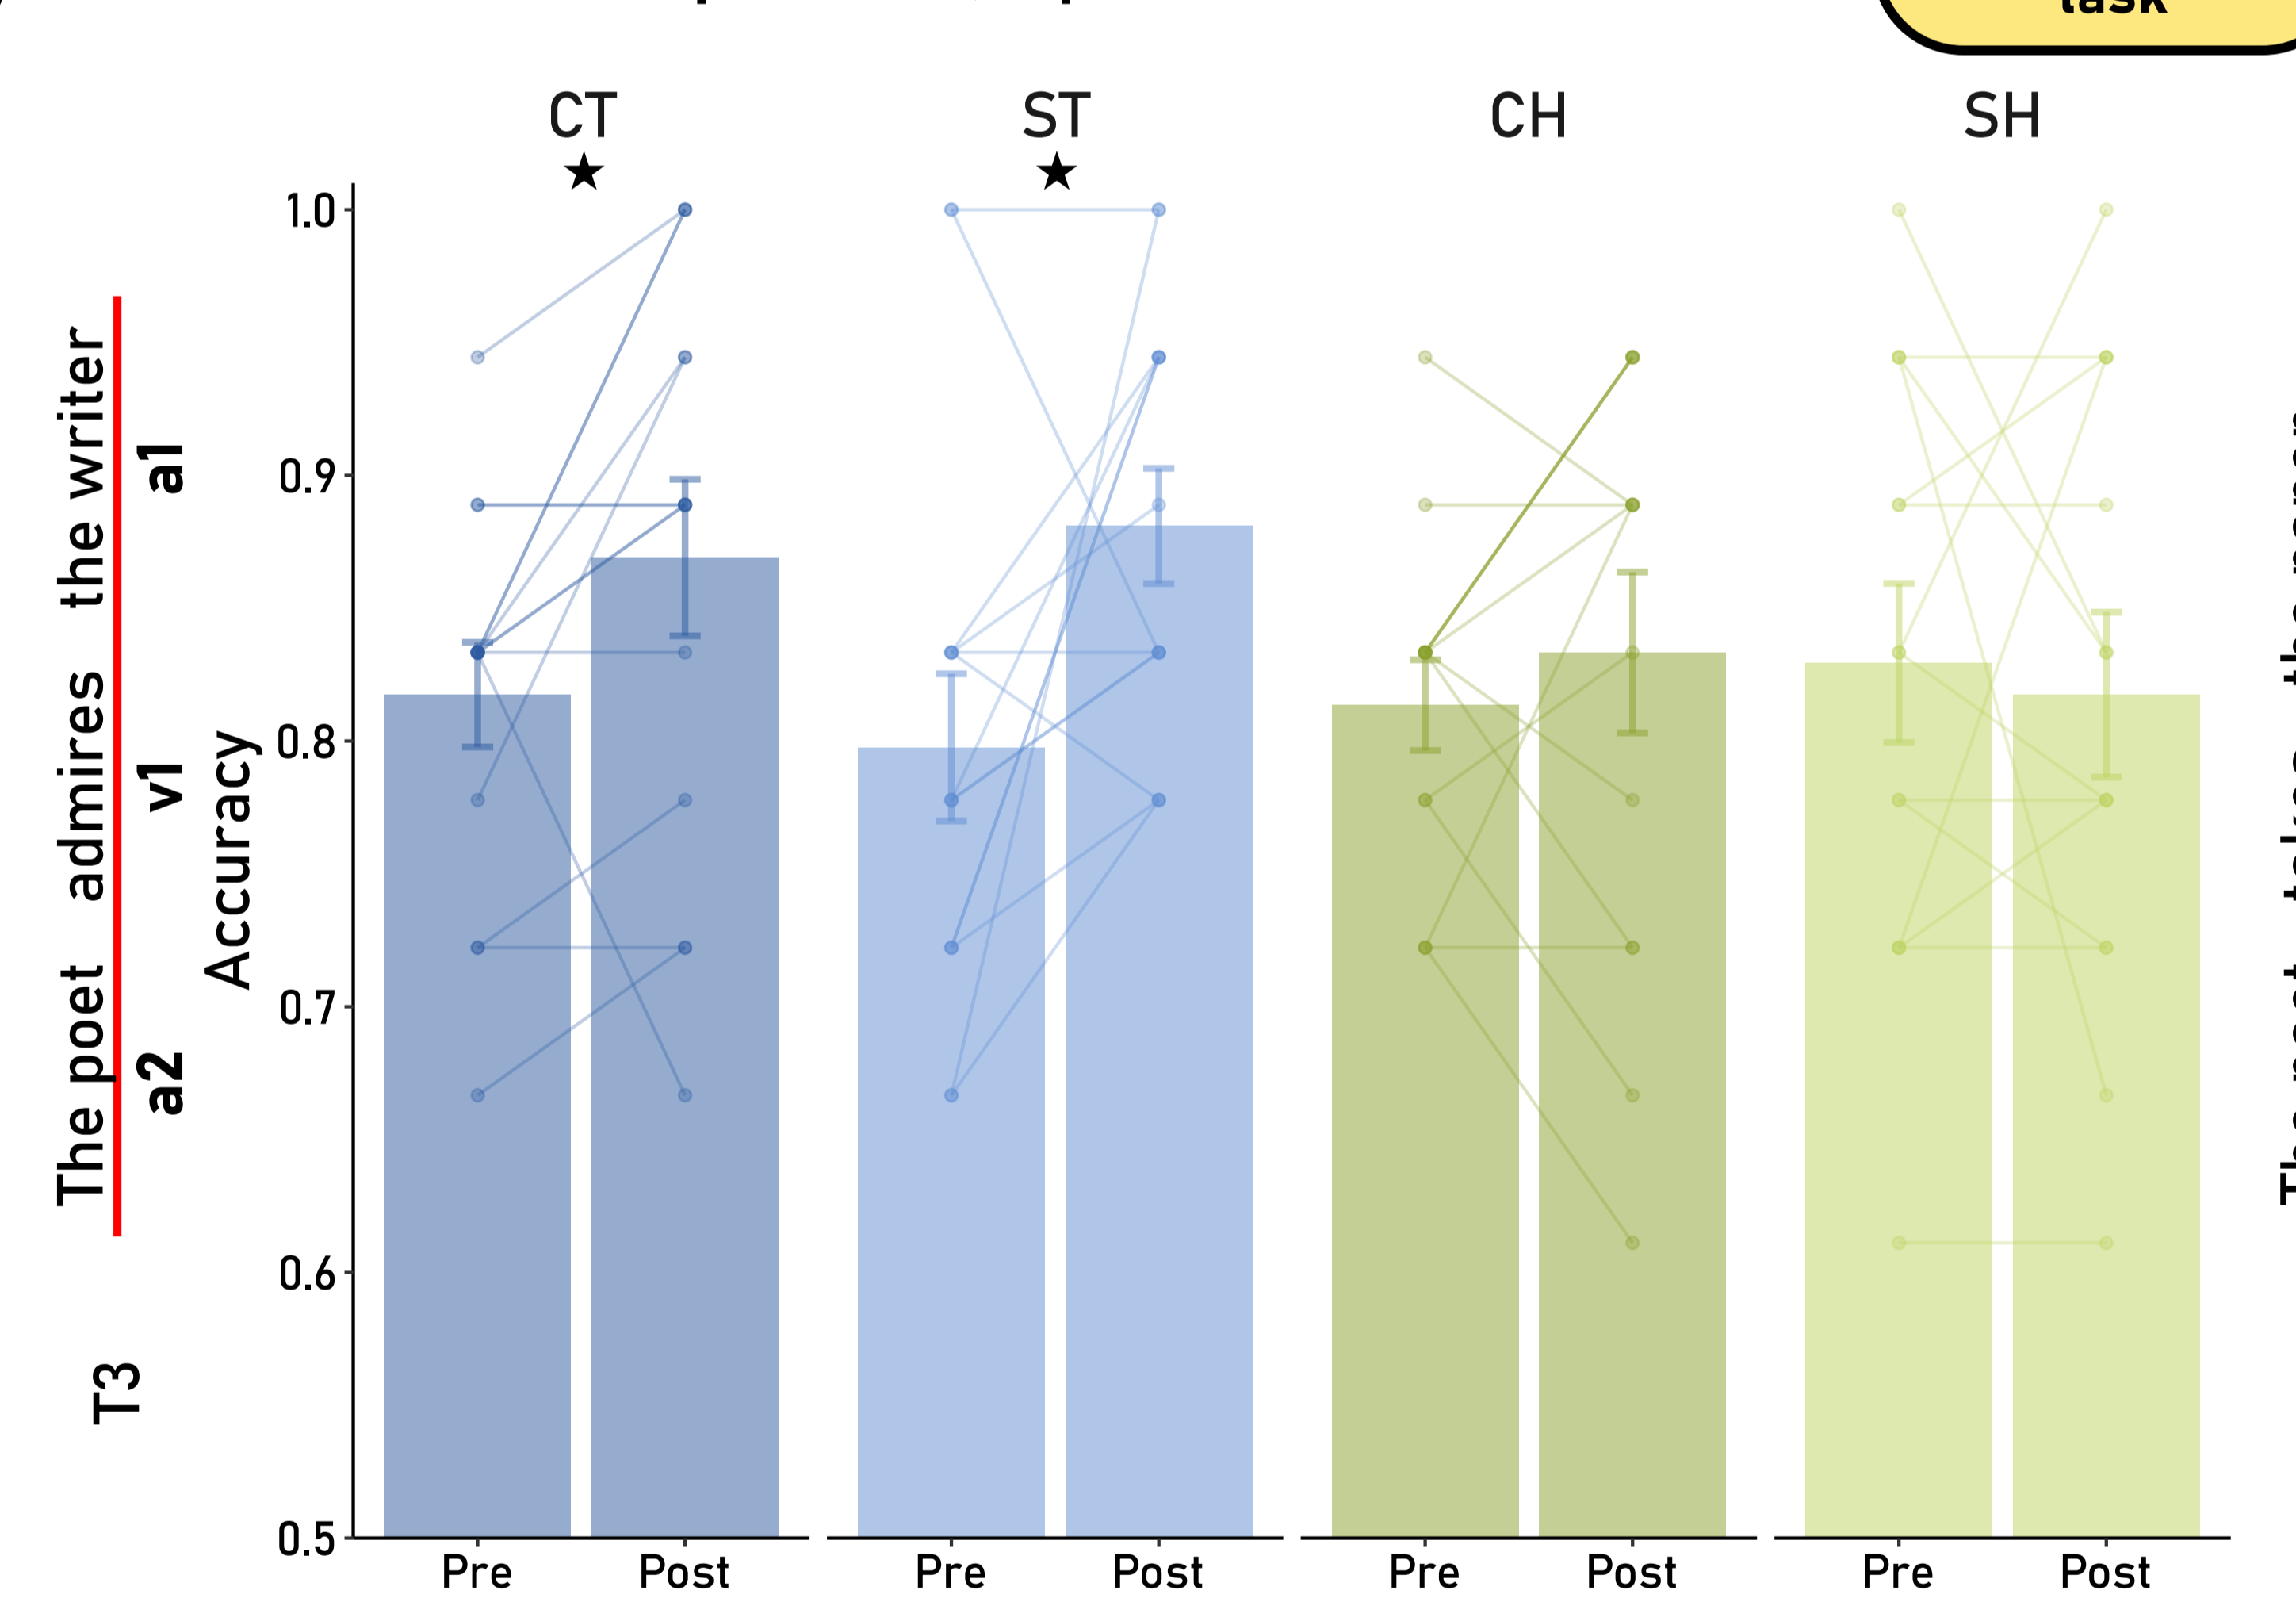 task
CT
ST
CH
SH
★
★
The poet admires the writer
a2 v1 a1
T3
Accuracy
1.0
0.9
0.8
0.7
0.6
0.5
Pre
Post
Pre
Post
Pre
Post
Pre
Post